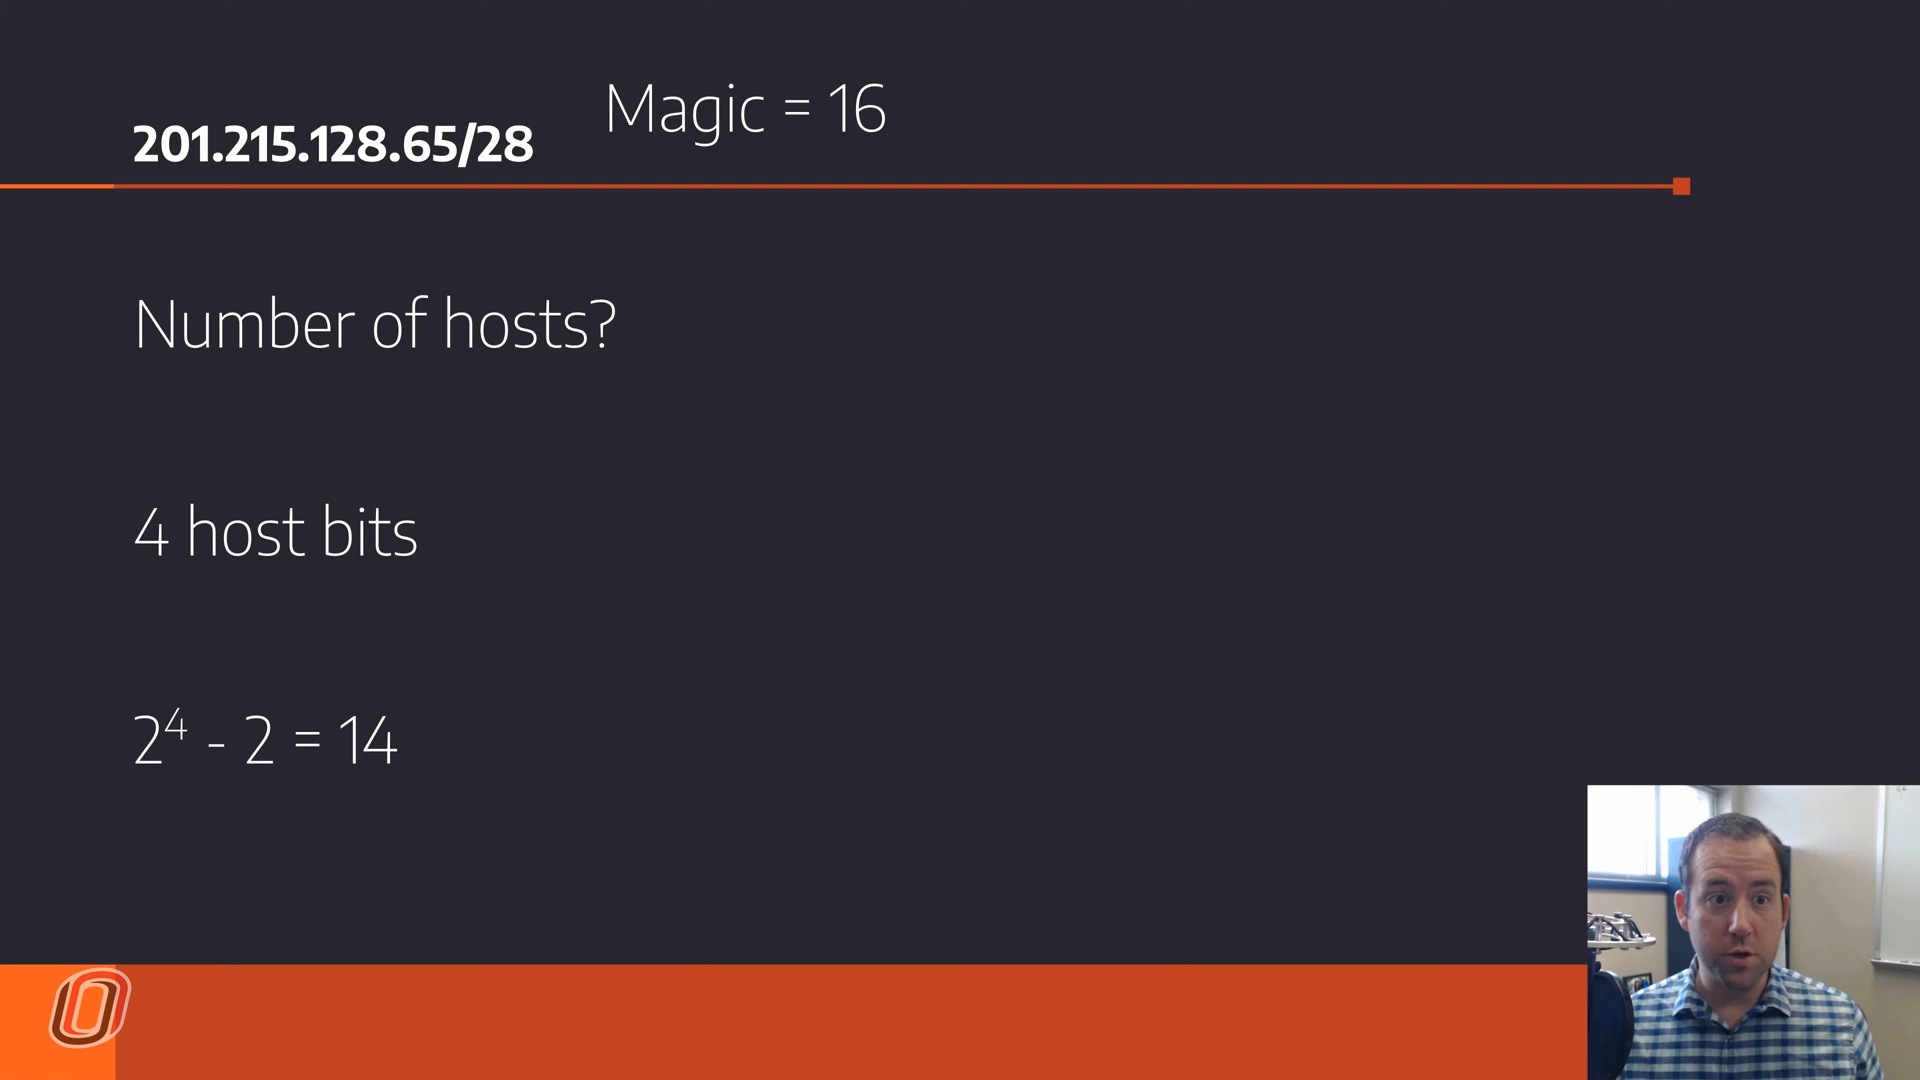 Magic = 16
201.215.128.65/28
Number of hosts?
4 host bits
2⁴ - 2 = 14